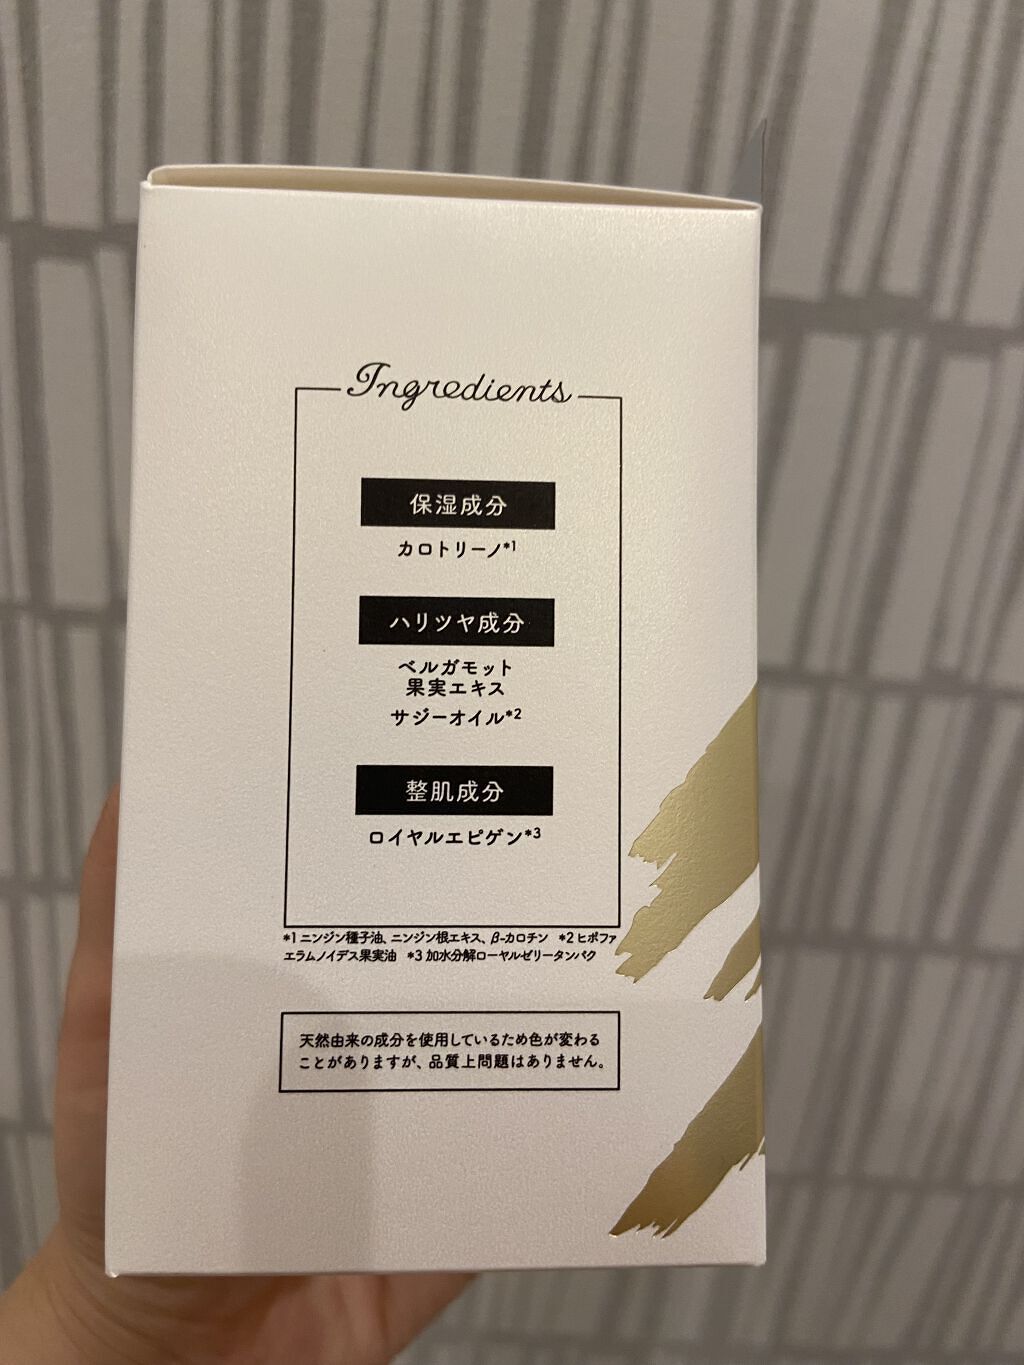 Ingredients
保湿成分
カロトリーノ*1
ハリツヤ成分
ベルガモット
果実エキス
サジーオイル*2
整肌成分
ロイヤルエピゲン*3
*1 ニンジン種子油、ニンジン根エキス、β-カロチン *2 ヒポファ
エラムノイデス果実油 *3 加水分解ローヤルゼリータンパク
天然由来の成分を使用しているため色が変わる
ことがありますが、品質上問題はありません。